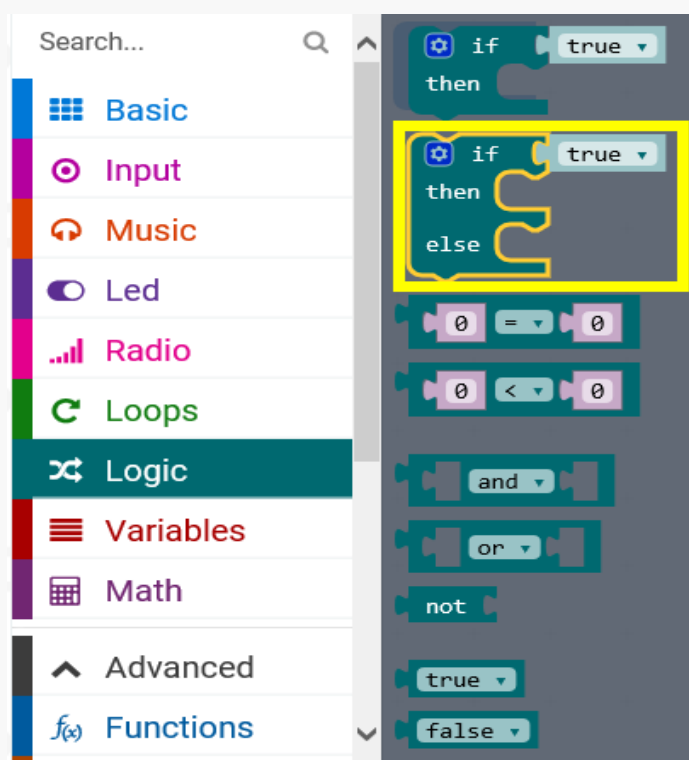 Search...
Basic
Input
Music
Led
Radio
Loops
Logic
Variables
Math
Advanced
f(x) Functions
if true
then
if true
then
else
0 = 0
0 < 0
and
or
not
true
false